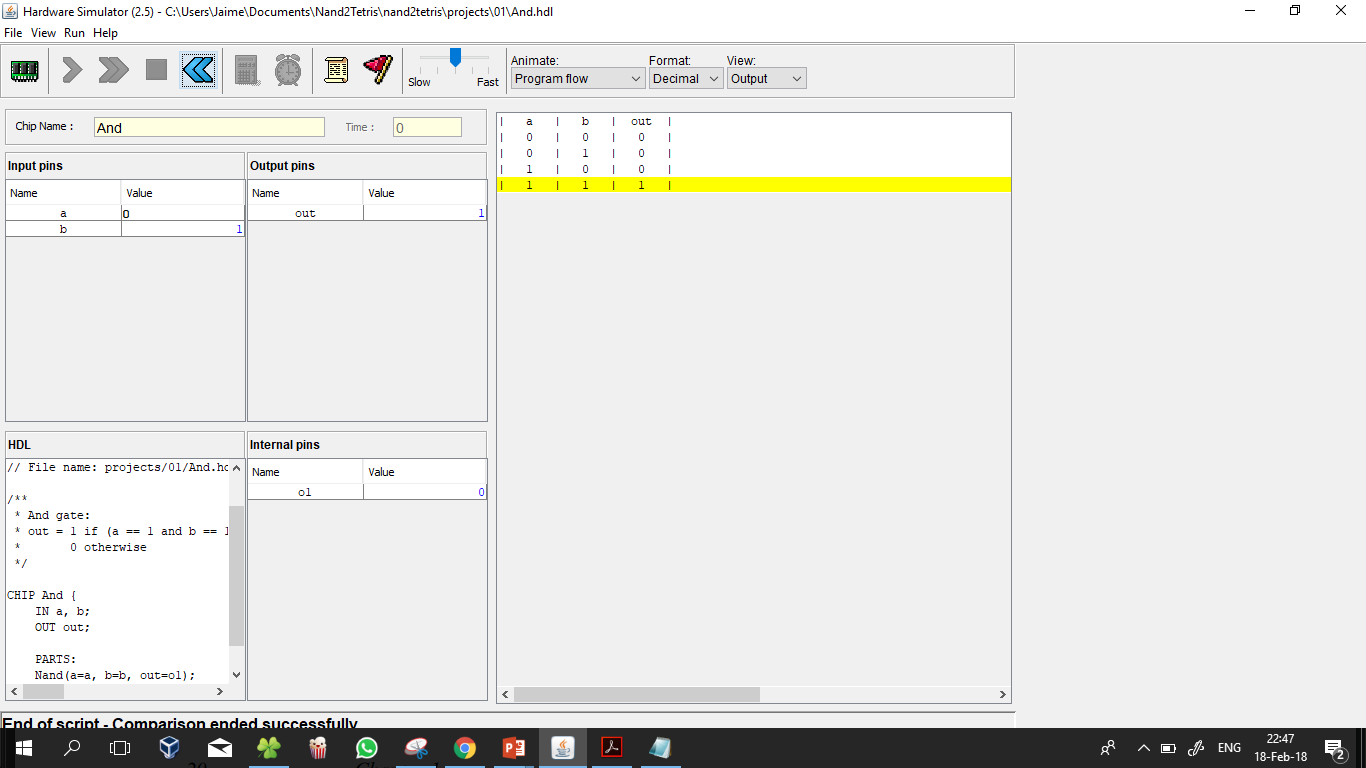 Hardware Simulator (2.5) - C:\Users\Jaime\Documents\Nand2Tetris\nand2tetris\projects\01\And.hdl
File View Run Help
Slow Fast
Animate: Format: View:
Program flow Decimal Output
Chip Name : And Time : 0
Input pins
Name Value
a 0
b 1
Output pins
Name Value
out 1
| a | b | out |
| 0 | 0 | 0 |
| 0 | 1 | 0 |
| 1 | 0 | 0 |
| 1 | 1 | 1 |
HDL
// File name: projects/01/And.hd
/**
* And gate:
* out = 1 if (a == 1 and b == 1
* 0 otherwise
*/
CHIP And {
IN a, b;
OUT out;
PARTS:
Nand(a=a, b=b, out=o1);
Internal pins
Name Value
o1 0
End of script - Comparison ended successfully
ENG
22:47
18-Feb-18
2